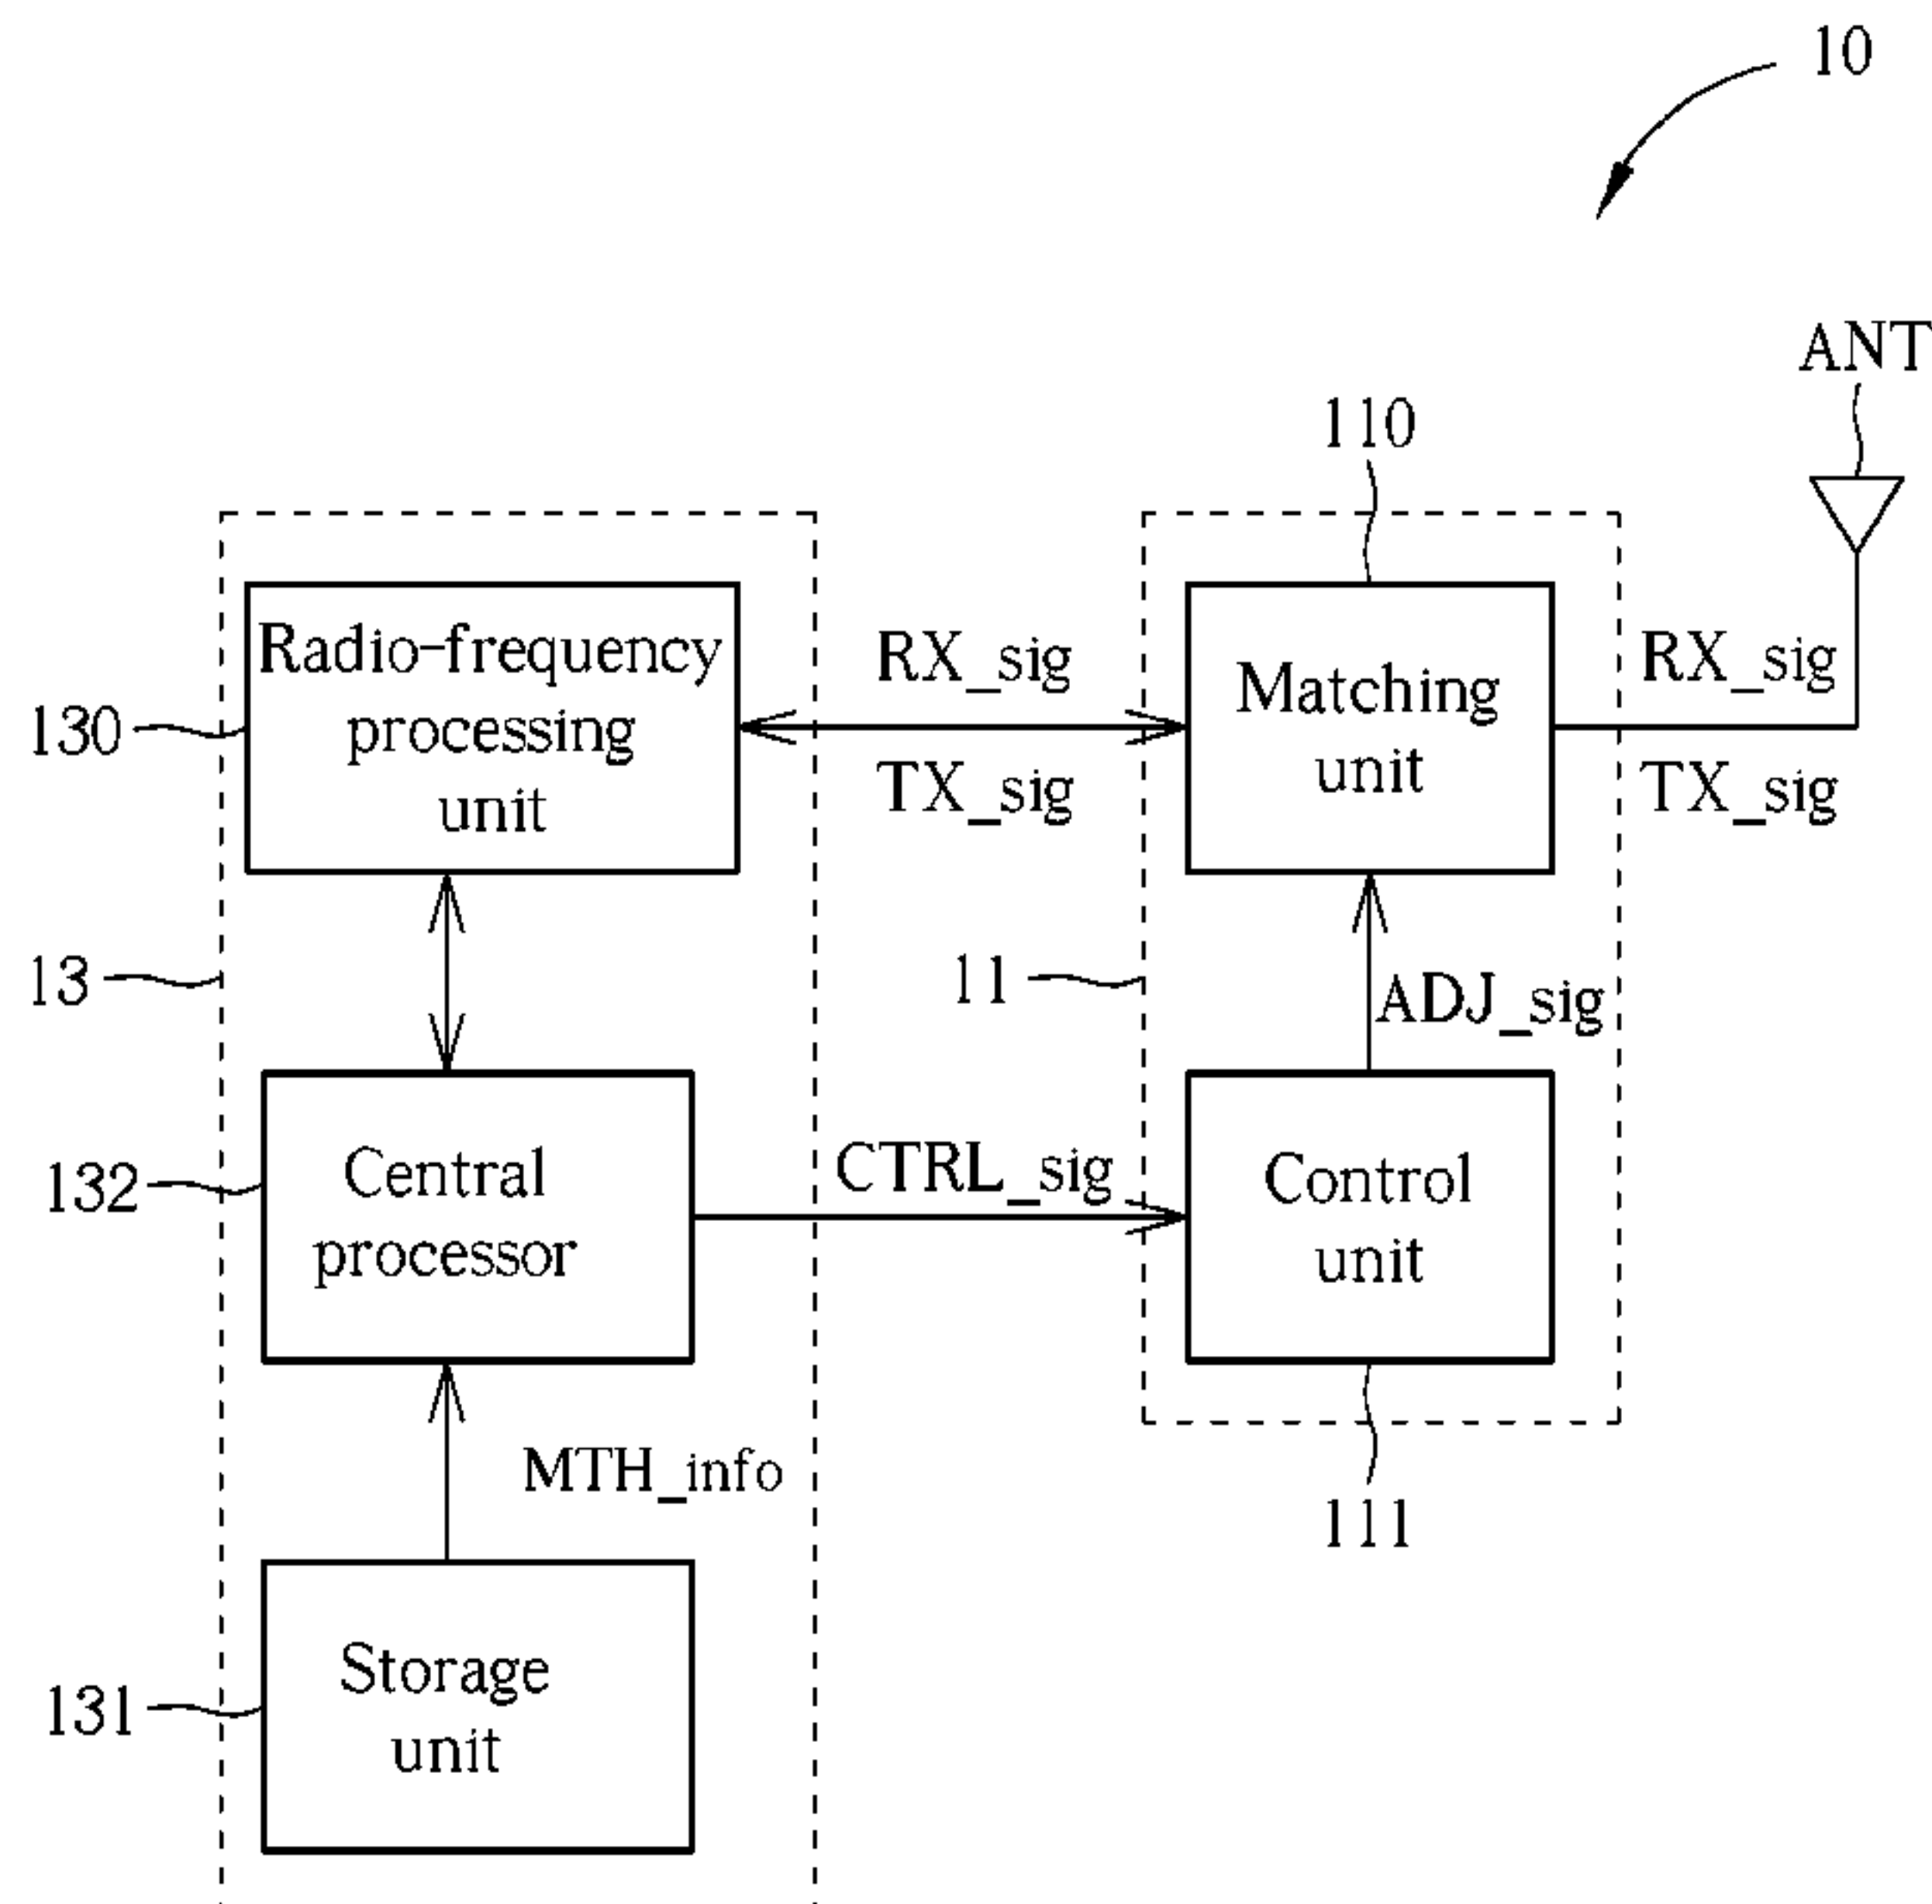 10
ANT
110
Radio-frequency
processing
unit
130
RX_sig
TX_sig
Matching
unit
RX_sig
TX_sig
13
11
ADJ_sig
132
Central
processor
CTRL_sig
Control
unit
MTH_info
111
131
Storage
unit